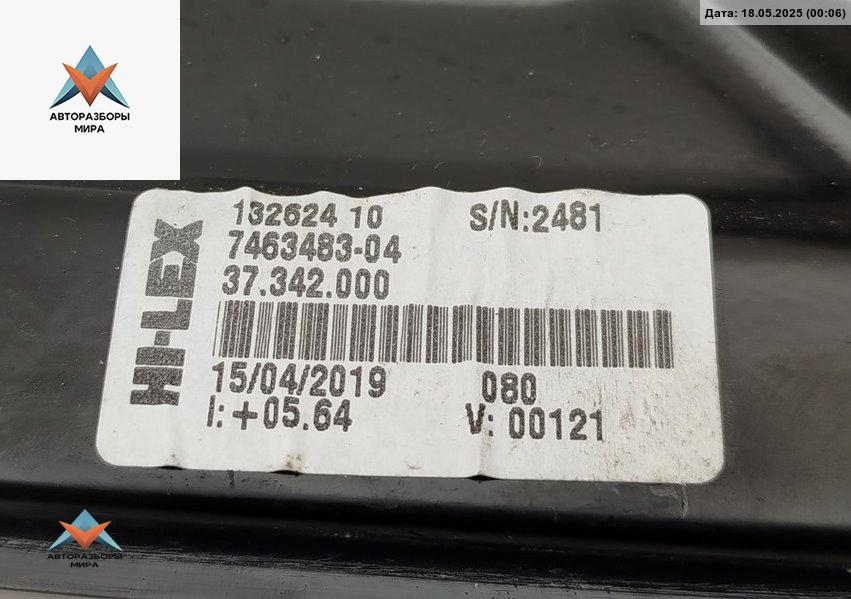 Дата: 18.05.2025 (00:06)
АВТОРАЗБОРЫ
МИРА
HI-LEX
132624 10
S/N:2481
7463483-04
37.342.000
15/04/2019
080
I: +05.64
V: 00121
АВТОРАЗБОРЫ
МИРА